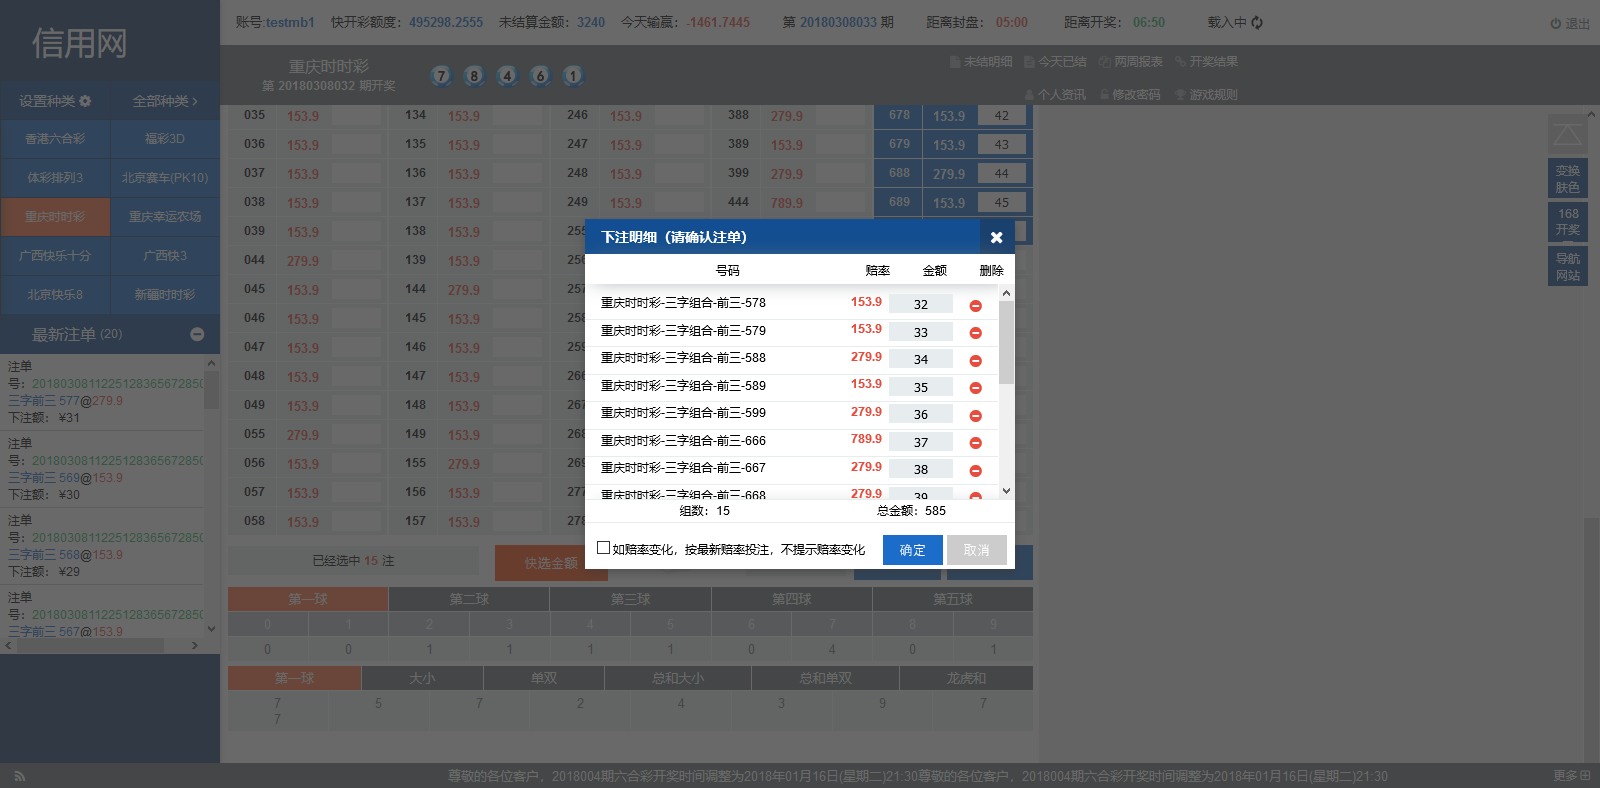 信用网
账号:testmb1 快开彩额度：495298.2555 未结算金额：3240 今天输赢：-1461.7445 第 20180308033 期 距离封盘： 05:00 距离开奖： 06:50 载入中 退出
重庆时时彩
第 20180308032 期开奖
7 8 4 6 1
未结明细 今天已结 两周报表 开奖结果
个人资讯 修改密码 游戏规则
设置种类 全部种类
香港六合彩 福彩3D
体彩排列3 北京赛车(PK10)
重庆时时彩 重庆幸运农场
广西快乐十分 广西快3
北京快乐8 新疆时时彩
最新注单 (20)
注单
号：2018030811225128365672850
三字前三 577@279.9
下注额： ¥31
注单
号：2018030811225128365672850
三字前三 569@153.9
下注额： ¥30
注单
号：2018030811225128365672850
三字前三 568@153.9
下注额： ¥29
注单
号：2018030811225128365672850
三字前三 567@153.9
035 153.9 134 153.9 246 153.9 388 279.9 678 153.9 42
036 153.9 135 153.9 247 153.9 389 153.9 679 153.9 43
037 153.9 136 153.9 248 153.9 399 279.9 688 279.9 44
038 153.9 137 153.9 249 153.9 444 789.9 689 153.9 45
039 153.9 138 153.9 255
044 279.9 139 153.9 256
045 153.9 144 279.9 257
046 153.9 145 153.9 258
047 153.9 146 153.9 259
048 153.9 147 153.9 266
049 153.9 148 153.9 267
055 279.9 149 153.9 268
056 153.9 155 279.9 269
057 153.9 156 153.9 277
058 153.9 157 153.9 278
下注明细（请确认注单）
号码 赔率 金额 删除
重庆时时彩-三字组合-前三-578 153.9 32
重庆时时彩-三字组合-前三-579 153.9 33
重庆时时彩-三字组合-前三-588 279.9 34
重庆时时彩-三字组合-前三-589 153.9 35
重庆时时彩-三字组合-前三-599 279.9 36
重庆时时彩-三字组合-前三-666 789.9 37
重庆时时彩-三字组合-前三-667 279.9 38
重庆时时彩-三字组合-前三-668 279.9 39
组数：15 总金额：585
如赔率变化，按最新赔率投注，不提示赔率变化 确定 取消
已经选中 15 注 快选金额
第一球 第二球 第三球 第四球 第五球
0 1 2 3 4 5 6 7 8 9
0 0 1 1 1 1 0 4 0 1
第一球 大小 单双 总和大小 总和单双 龙虎和
7 5 7 2 4 3 9 7
7
变换
肤色
168
开奖
导航
网站
尊敬的各位客户，2018004期六合彩开奖时间调整为2018年01月16日(星期二)21:30尊敬的各位客户，2018004期六合彩开奖时间调整为2018年01月16日(星期二)21:30 更多